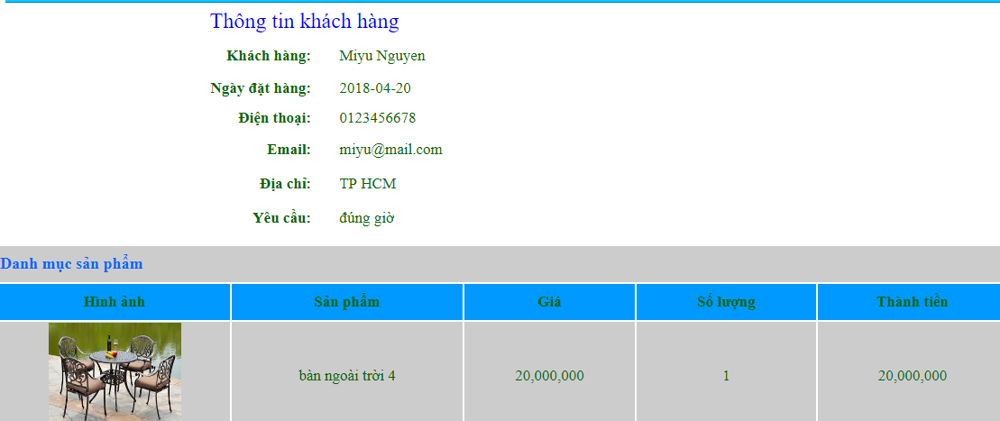 Thông tin khách hàng
Khách hàng: Miyu Nguyen
Ngày đặt hàng: 2018-04-20
Điện thoại: 0123456678
Email: miyu@mail.com
Địa chỉ: TP HCM
Yêu cầu: đúng giờ
Danh mục sản phẩm
Hình ảnh Sản phẩm Giá Số lượng Thành tiền
bàn ngoài trời 4 20,000,000 1 20,000,000